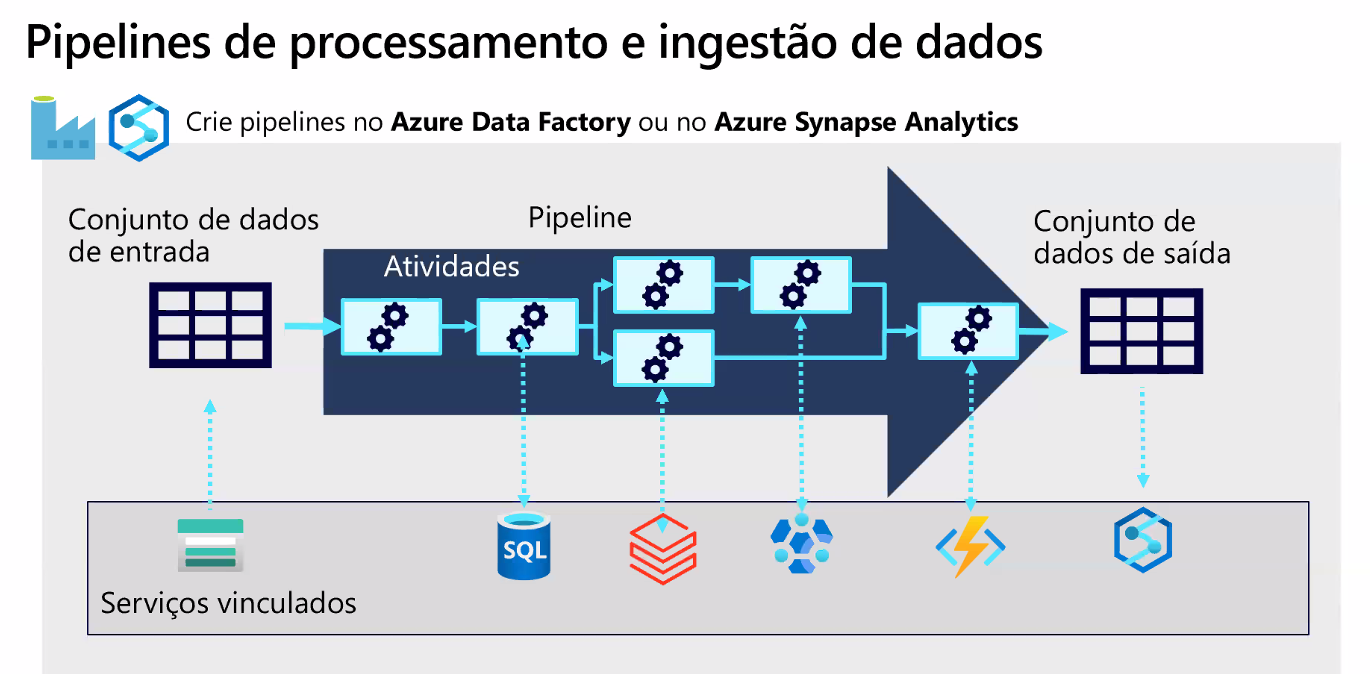 Pipelines de processamento e ingestão de dados
Crie pipelines no Azure Data Factory ou no Azure Synapse Analytics
Conjunto de dados
de entrada
Pipeline
Atividades
Conjunto de
dados de saída
SQL
Serviços vinculados